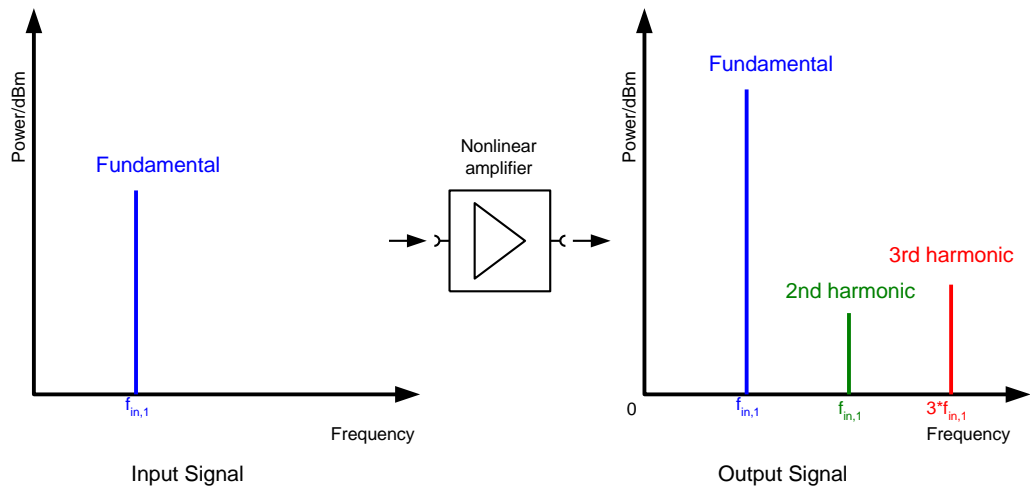 Power/dBm
Fundamental
f_in,1
Frequency
Input Signal
Nonlinear
amplifier
Power/dBm
Fundamental
2nd harmonic
3rd harmonic
0
f_in,1
f_in,1
3*f_in,1
Frequency
Output Signal